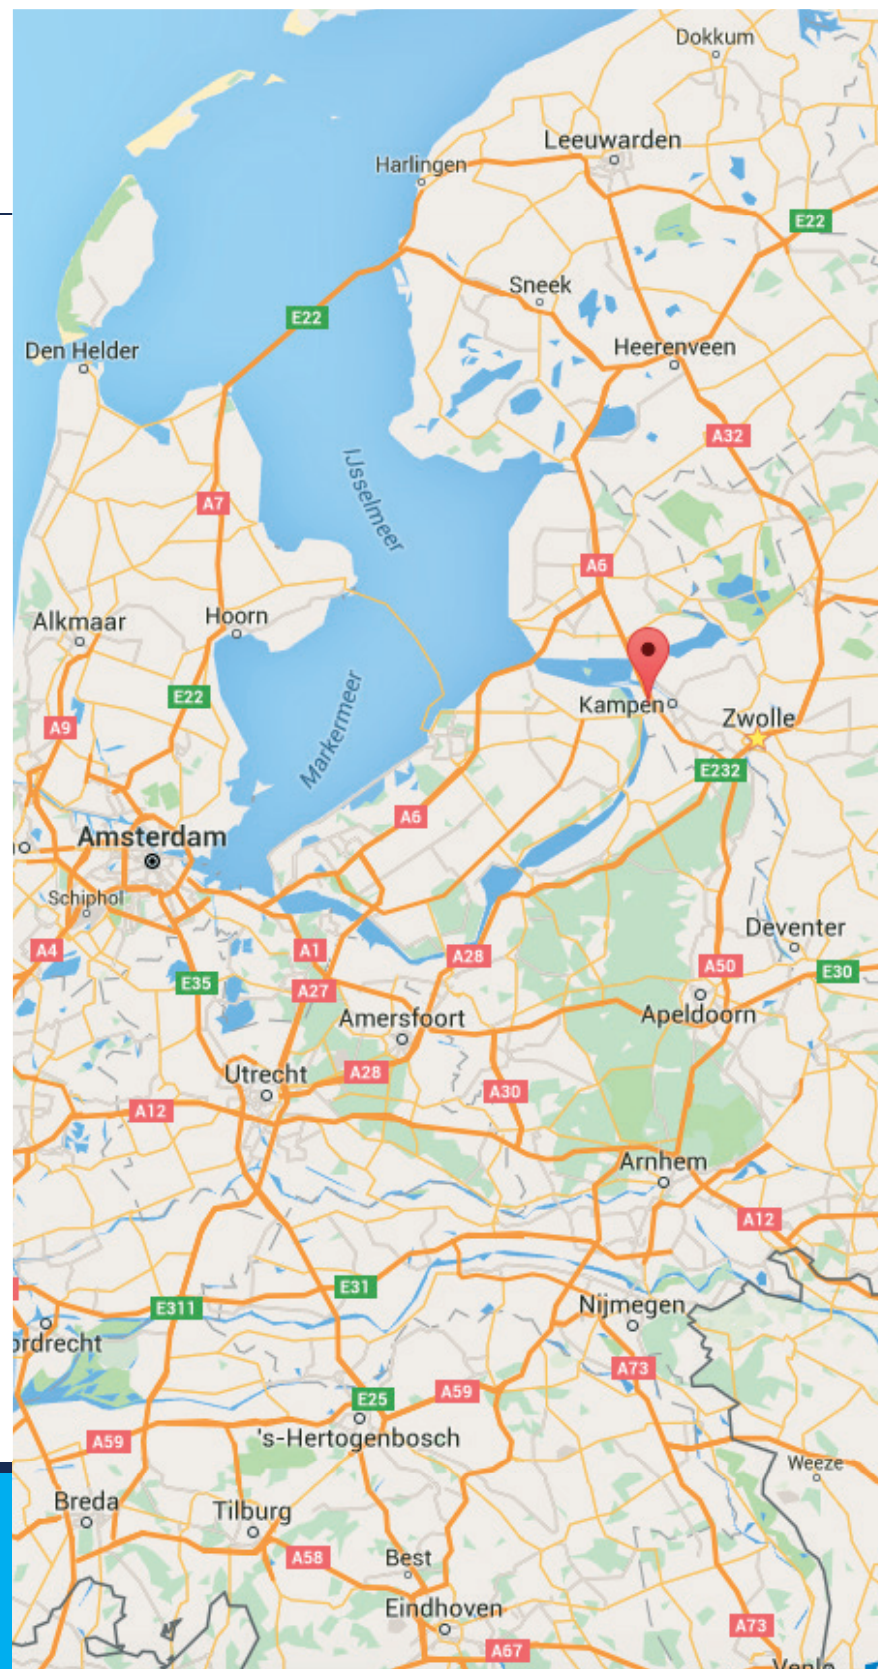 Dokkum
Leeuwarden
Harlingen
E22
Sneek
E22
Heerenveen
Den Helder
A32
IJsselmeer
A7
A6
Hoorn
Alkmaar
Markermeer
E22
Kampen
Zwolle
A9
E232
A6
Amsterdam
Schiphol
Deventer
A4
A1
A28
A50
E30
E35
A27
Apeldoorn
Amersfoort
Utrecht
A28
A30
A12
Arnhem
A12
E31
E311
Nijmegen
ordrecht
A73
E25
A59
's-Hertogenbosch
A59
Weeze
Breda
Tilburg
A58
Best
Eindhoven
A73
A67
Venlo